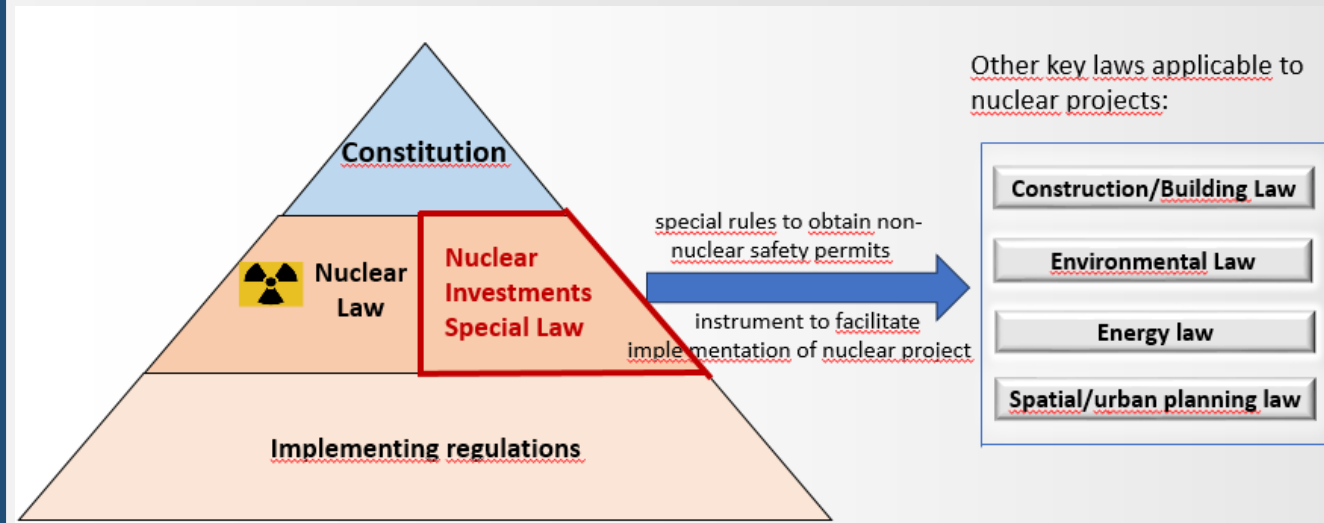 Constitution
Nuclear
Law
Nuclear
Investments
Special Law
Implementing regulations
special rules to obtain non-
nuclear safety permits
instrument to facilitate
implementation of nuclear project
Other key laws applicable to
nuclear projects:
Construction/Building Law
Environmental Law
Energy law
Spatial/urban planning law